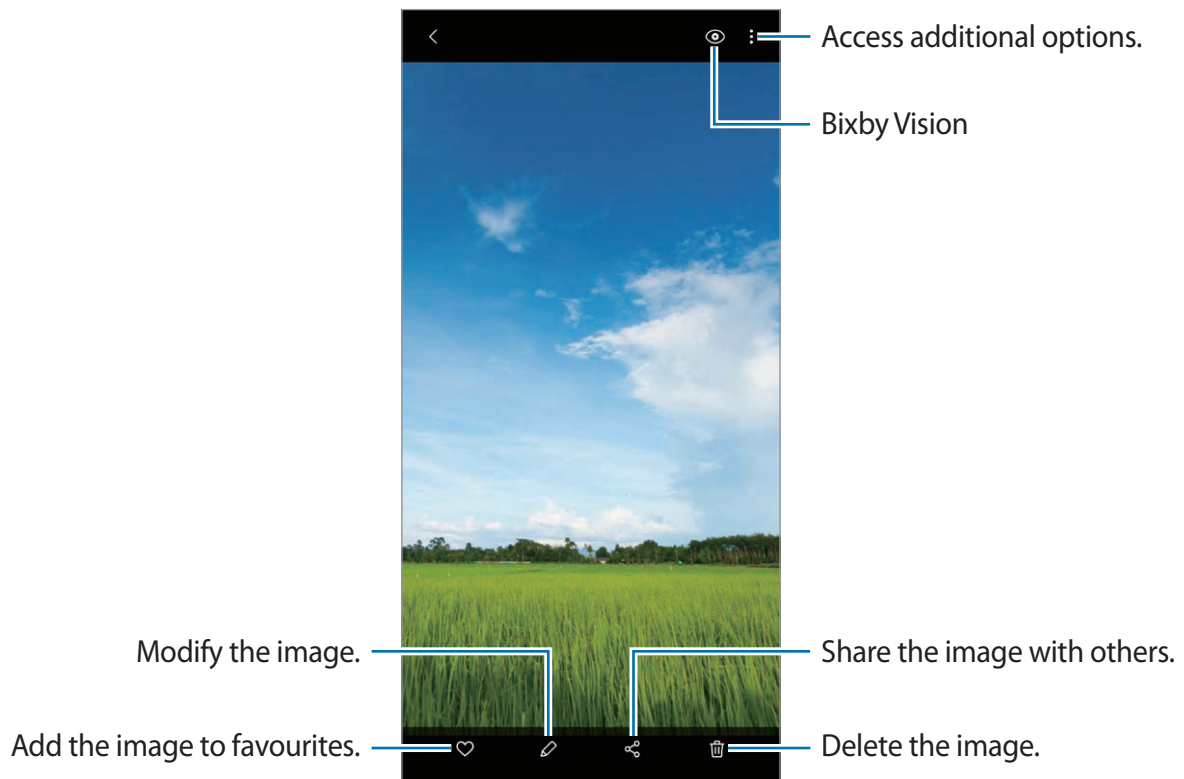 Access additional options.
Bixby Vision
Modify the image.
Share the image with others.
Add the image to favourites.
Delete the image.